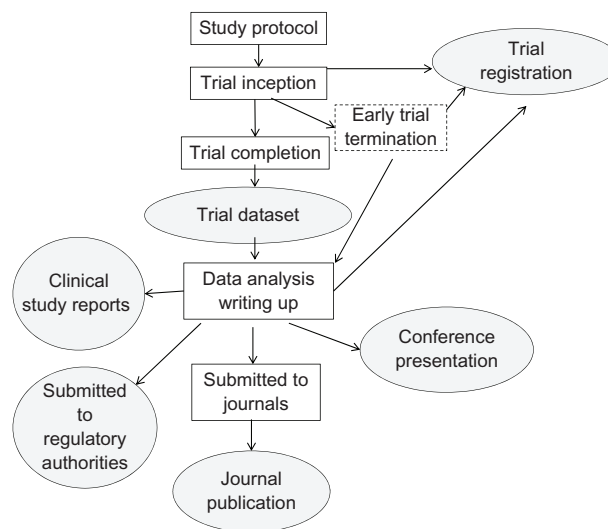 Study protocol
Trial
registration
Trial inception
Early trial
termination
Trial completion
Trial dataset
Clinical
study reports
Data analysis
writing up
Conference
presentation
Submitted to
journals
Submitted
to
regulatory
authorities
Journal
publication